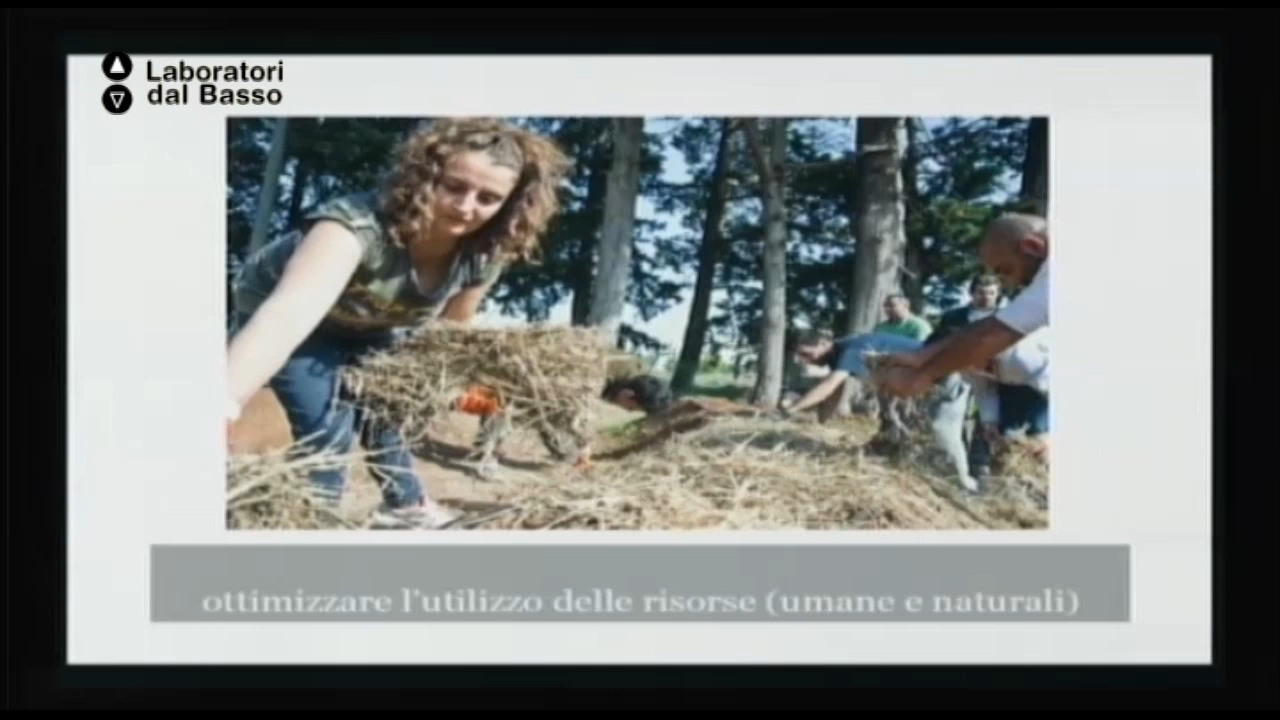 Laboratori
dal Basso
ottimizzare l'utilizzo delle risorse (umane e naturali)